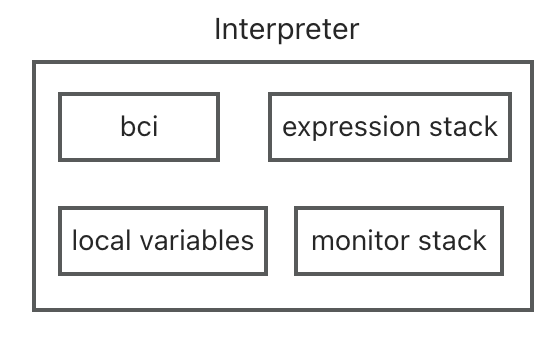 Interpreter
bci
expression stack
local variables
monitor stack